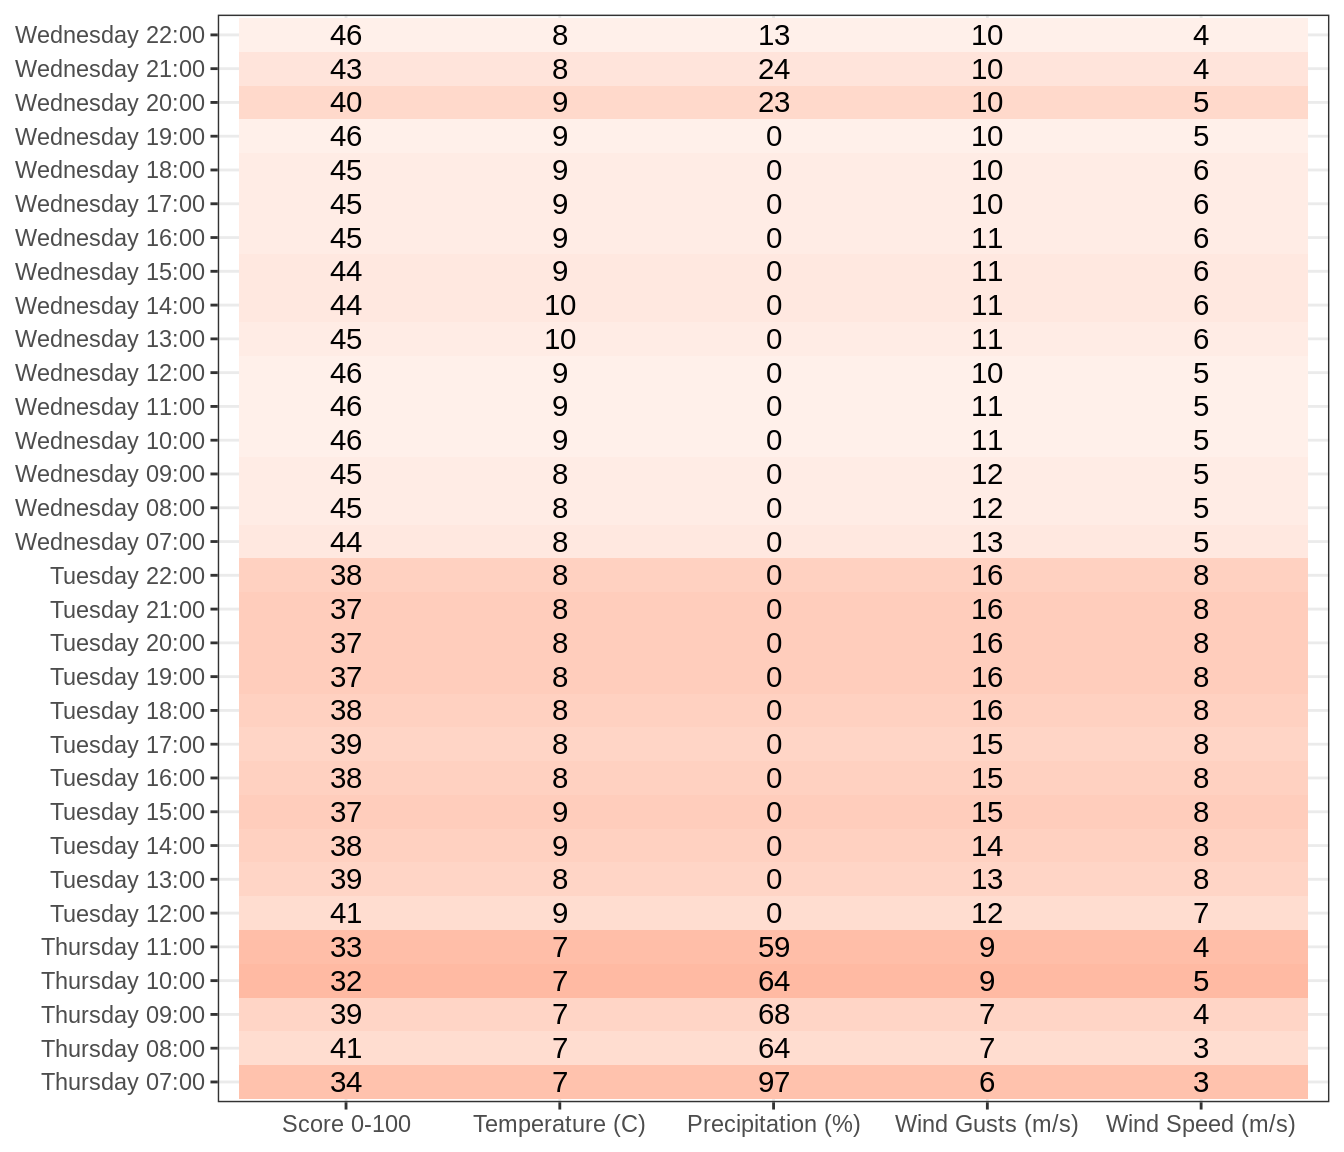 Wednesday 22:00 46 8 13 10 4
Wednesday 21:00 43 8 24 10 4
Wednesday 20:00 40 9 23 10 5
Wednesday 19:00 46 9 0 10 5
Wednesday 18:00 45 9 0 10 6
Wednesday 17:00 45 9 0 10 6
Wednesday 16:00 45 9 0 11 6
Wednesday 15:00 44 9 0 11 6
Wednesday 14:00 44 10 0 11 6
Wednesday 13:00 45 10 0 11 6
Wednesday 12:00 46 9 0 10 5
Wednesday 11:00 46 9 0 11 5
Wednesday 10:00 46 9 0 11 5
Wednesday 09:00 45 8 0 12 5
Wednesday 08:00 45 8 0 12 5
Wednesday 07:00 44 8 0 13 5
Tuesday 22:00 38 8 0 16 8
Tuesday 21:00 37 8 0 16 8
Tuesday 20:00 37 8 0 16 8
Tuesday 19:00 37 8 0 16 8
Tuesday 18:00 38 8 0 16 8
Tuesday 17:00 39 8 0 15 8
Tuesday 16:00 38 8 0 15 8
Tuesday 15:00 37 9 0 15 8
Tuesday 14:00 38 9 0 14 8
Tuesday 13:00 39 8 0 13 8
Tuesday 12:00 41 9 0 12 7
Thursday 11:00 33 7 59 9 4
Thursday 10:00 32 7 64 9 5
Thursday 09:00 39 7 68 7 4
Thursday 08:00 41 7 64 7 3
Thursday 07:00 34 7 97 6 3
Score 0-100 Temperature (C) Precipitation (%) Wind Gusts (m/s) Wind Speed (m/s)